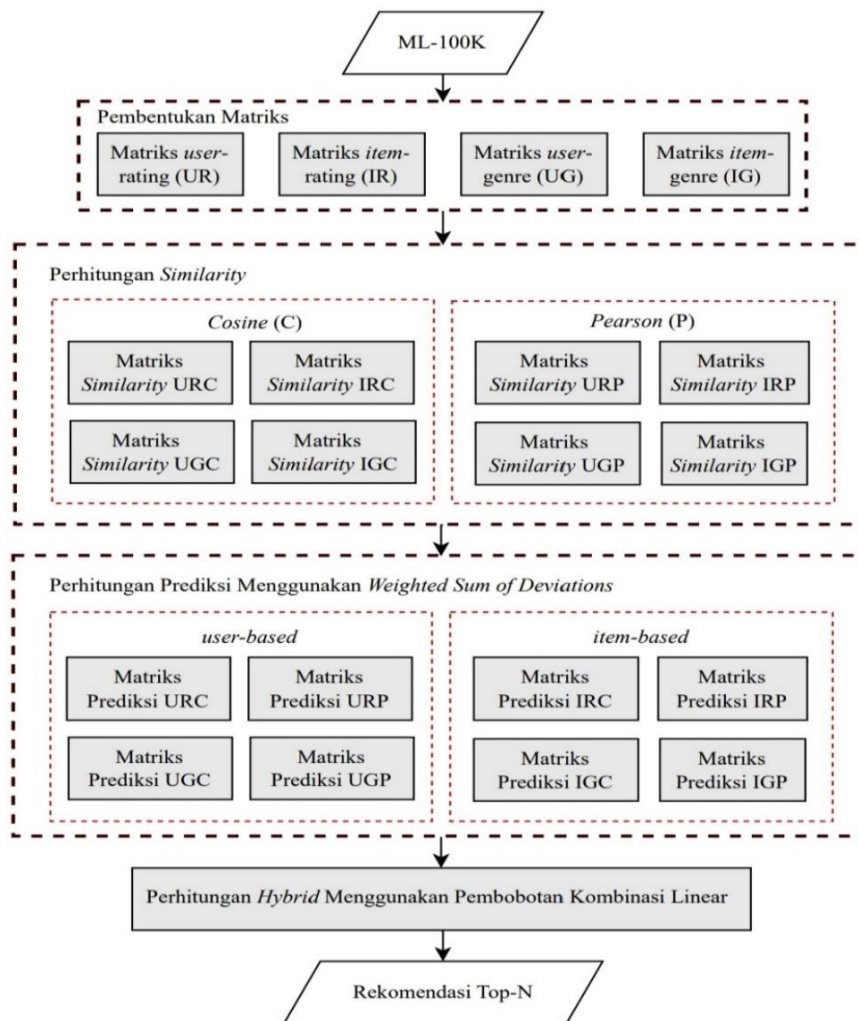 ML-100K
Pembentukan Matriks
Matriks user-
rating (UR)
Matriks item-
rating (IR)
Matriks user-
genre (UG)
Matriks item-
genre (IG)
Perhitungan Similarity
Cosine (C)
Matriks
Similarity URC
Matriks
Similarity IRC
Matriks
Similarity UGC
Matriks
Similarity IGC
Pearson (P)
Matriks
Similarity URP
Matriks
Similarity IRP
Matriks
Similarity UGP
Matriks
Similarity IGP
Perhitungan Prediksi Menggunakan Weighted Sum of Deviations
user-based
Matriks
Prediksi URC
Matriks
Prediksi URP
Matriks
Prediksi UGC
Matriks
Prediksi UGP
item-based
Matriks
Prediksi IRC
Matriks
Prediksi IRP
Matriks
Prediksi IGC
Matriks
Prediksi IGP
Perhitungan Hybrid Menggunakan Pembobotan Kombinasi Linear
Rekomendasi Top-N